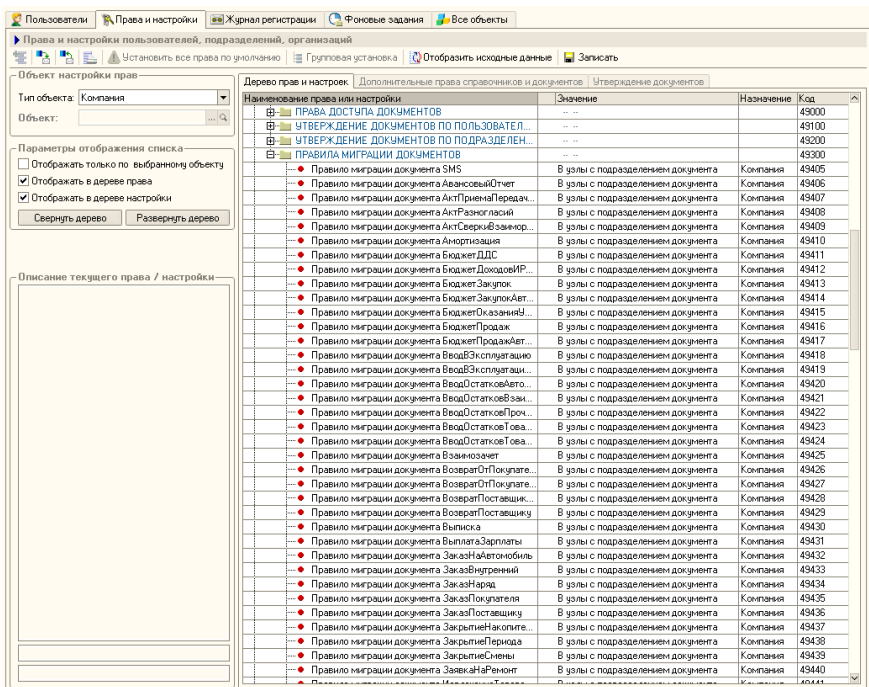 Пользователи Права и настройки Журнал регистрации Фоновые задания Все объекты
Права и настройки пользователей, подразделений, организаций
Установить все права по умолчанию Групповая установка Отобразить исходные данные Записать
Объект настройки прав
Тип объекта: Компания
Объект: ...
Параметры отображения списка
Отображать только по выбранному объекту
Отображать в дереве права
Отображать в дереве настройки
Свернуть дерево Развернуть дерево
Описание текущего права / настройки
Дерево прав и настроек Дополнительные права справочников и документов Утверждение документов
Наименование права или настройки Значение Назначение Код
ПРАВА ДОСТУПА ДОКУМЕНТОВ -- -- 49000
УТВЕРЖДЕНИЕ ДОКУМЕНТОВ ПО ПОЛЬЗОВАТЕЛ... -- -- 49100
УТВЕРЖДЕНИЕ ДОКУМЕНТОВ ПО ПОДРАЗДЕЛЕН... -- -- 49200
ПРАВИЛА МИГРАЦИИ ДОКУМЕНТОВ -- -- 49300
Правило миграции документа SMS В узлы с подразделением документа Компания 49405
Правило миграции документа АвансовыйОтчет В узлы с подразделением документа Компания 49406
Правило миграции документа АктПриемаПередач... В узлы с подразделением документа Компания 49407
Правило миграции документа АктРазногласий В узлы с подразделением документа Компания 49408
Правило миграции документа АктСверкиВзаимор... В узлы с подразделением документа Компания 49409
Правило миграции документа Амортизация В узлы с подразделением документа Компания 49410
Правило миграции документа БюджетДДС В узлы с подразделением документа Компания 49411
Правило миграции документа БюджетДоходовИР... В узлы с подразделением документа Компания 49412
Правило миграции документа БюджетЗакупок В узлы с подразделением документа Компания 49413
Правило миграции документа БюджетЗакупокАвт... В узлы с подразделением документа Компания 49414
Правило миграции документа БюджетОказанияУ... В узлы с подразделением документа Компания 49415
Правило миграции документа БюджетПродаж В узлы с подразделением документа Компания 49416
Правило миграции документа БюджетПродажАвт... В узлы с подразделением документа Компания 49417
Правило миграции документа ВводВЭксплуатацию В узлы с подразделением документа Компания 49418
Правило миграции документа ВводВЭксплуатаци... В узлы с подразделением документа Компания 49419
Правило миграции документа ВводОстатковАвто... В узлы с подразделением документа Компания 49420
Правило миграции документа ВводОстатковВзаи... В узлы с подразделением документа Компания 49421
Правило миграции документа ВводОстатковПроч... В узлы с подразделением документа Компания 49422
Правило миграции документа ВводОстатковТова... В узлы с подразделением документа Компания 49423
Правило миграции документа ВводОстатковТова... В узлы с подразделением документа Компания 49424
Правило миграции документа Взаимозачет В узлы с подразделением документа Компания 49425
Правило миграции документа ВозвратОтПокупате... В узлы с подразделением документа Компания 49426
Правило миграции документа ВозвратОтПокупате... В узлы с подразделением документа Компания 49427
Правило миграции документа ВозвратПоставщик... В узлы с подразделением документа Компания 49428
Правило миграции документа ВозвратПоставщику В узлы с подразделением документа Компания 49429
Правило миграции документа Выписка В узлы с подразделением документа Компания 49430
Правило миграции документа ВыплатаЗарплаты В узлы с подразделением документа Компания 49431
Правило миграции документа ЗаказНаАвтомобиль В узлы с подразделением документа Компания 49432
Правило миграции документа ЗаказВнутренний В узлы с подразделением документа Компания 49433
Правило миграции документа ЗаказНаряд В узлы с подразделением документа Компания 49434
Правило миграции документа ЗаказПокупателя В узлы с подразделением документа Компания 49435
Правило миграции документа ЗаказПоставщику В узлы с подразделением документа Компания 49436
Правило миграции документа ЗакрытиеНакопите... В узлы с подразделением документа Компания 49437
Правило миграции документа ЗакрытиеПериода В узлы с подразделением документа Компания 49438
Правило миграции документа ЗакрытиеСмены В узлы с подразделением документа Компания 49439
Правило миграции документа ЗаявкаНаРемонт В узлы с подразделением документа Компания 49440